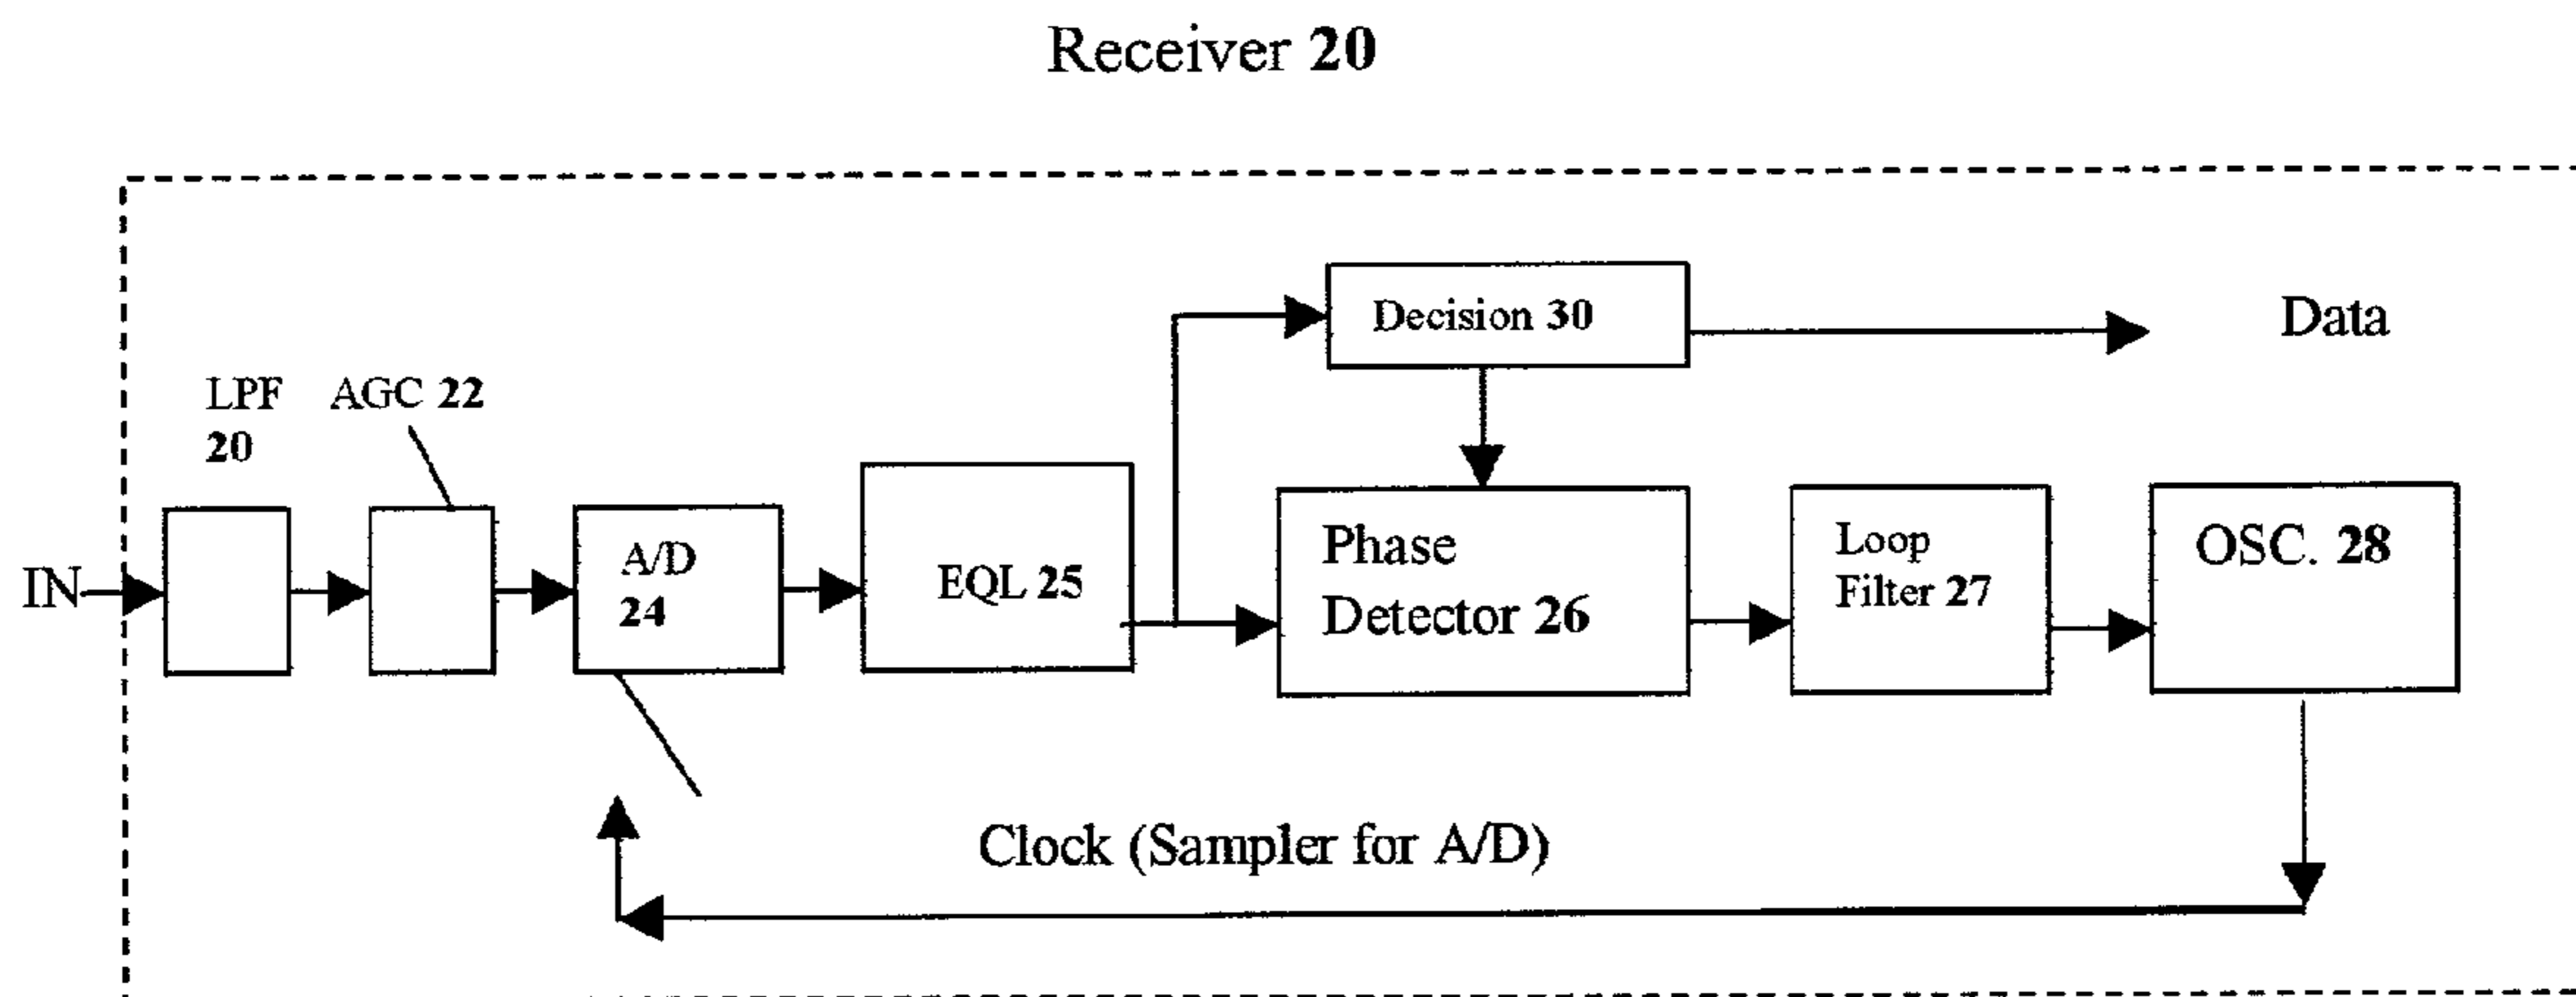 Receiver 20
Decision 30
Data
LPF
20
AGC 22
IN
A/D
24
EQL 25
Phase
Detector 26
Loop
Filter 27
OSC. 28
Clock (Sampler for A/D)